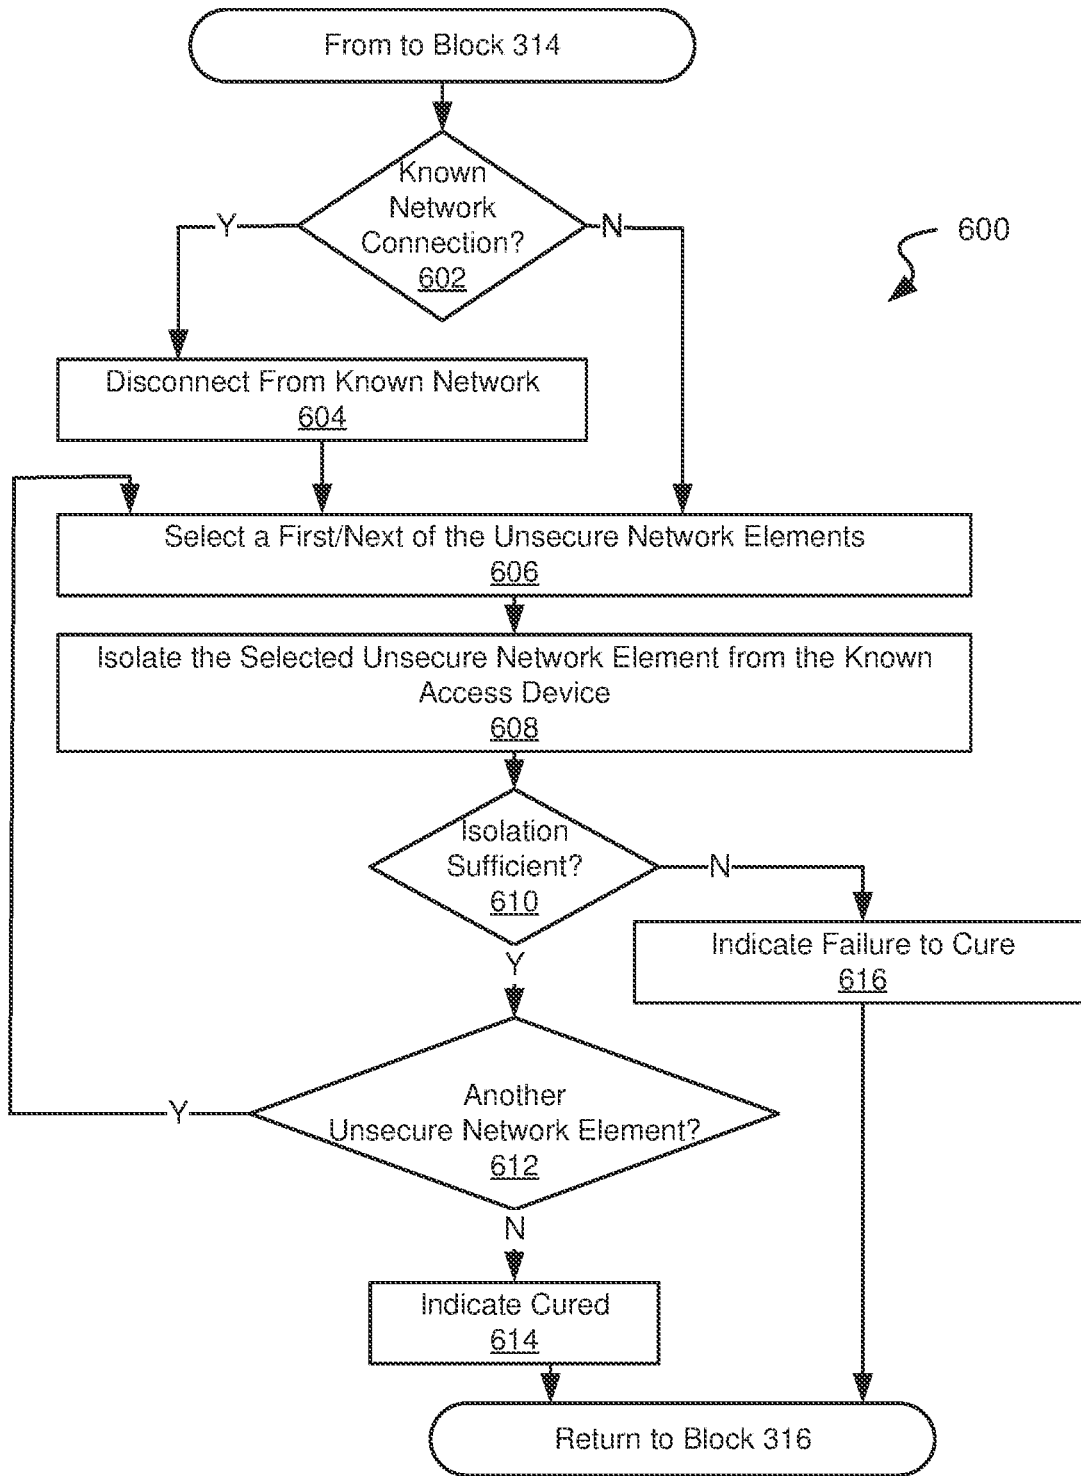 From to Block 314
Known
Network
Connection?
602
Y
N
600
Disconnect From Known Network
604
Select a First/Next of the Unsecure Network Elements
606
Isolate the Selected Unsecure Network Element from the Known
Access Device
608
Isolation
Sufficient?
610
N
Y
Indicate Failure to Cure
616
Another
Unsecure Network Element?
612
Y
N
Indicate Cured
614
Return to Block 316